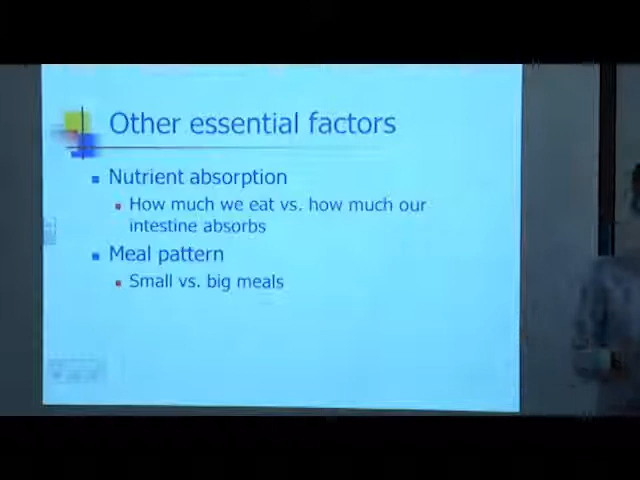 Other essential factors
Nutrient absorption
How much we eat vs. how much our
intestine absorbs
Meal pattern
Small vs. big meals